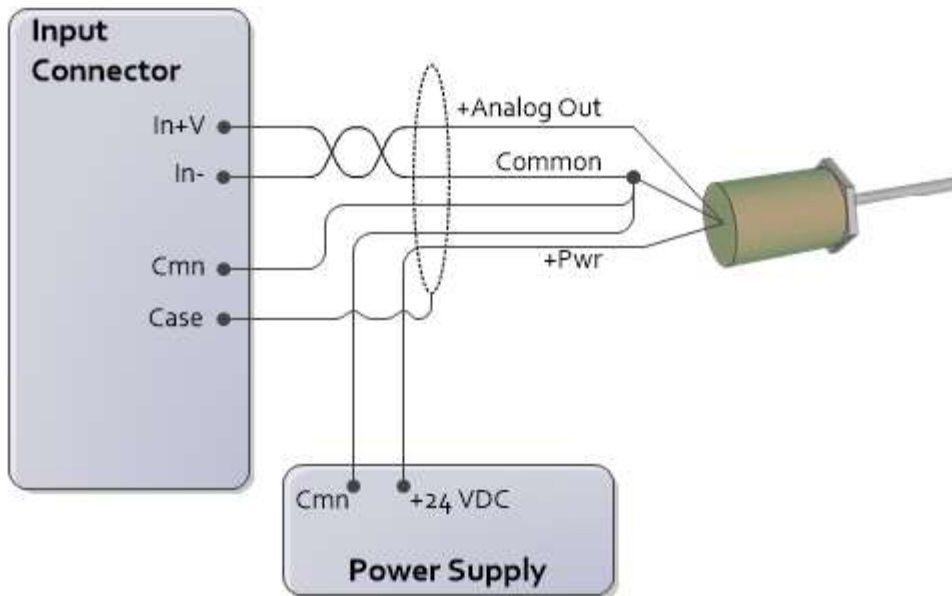 Input
Connector
In+V
In-
Cmn
Case
+Analog Out
Common
+Pwr
Cmn
+24 VDC
Power Supply